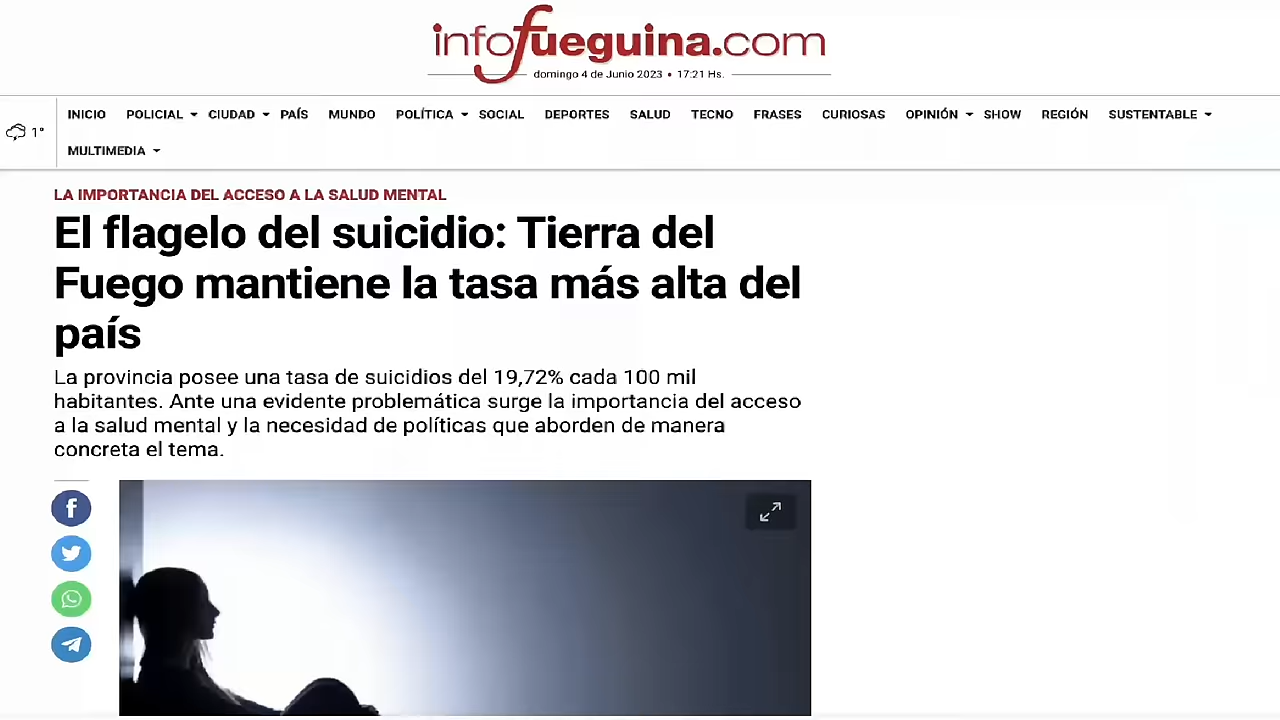 infofueguina.com
domingo 4 de Junio 2023 • 17:21 Hs.
1°
INICIO POLICIAL CIUDAD PAÍS MUNDO POLÍTICA SOCIAL DEPORTES SALUD TECNO FRASES CURIOSAS OPINIÓN SHOW REGIÓN SUSTENTABLE
MULTIMEDIA
LA IMPORTANCIA DEL ACCESO A LA SALUD MENTAL
El flagelo del suicidio: Tierra del
Fuego mantiene la tasa más alta del
país
La provincia posee una tasa de suicidios del 19,72% cada 100 mil
habitantes. Ante una evidente problemática surge la importancia del acceso
a la salud mental y la necesidad de políticas que aborden de manera
concreta el tema.